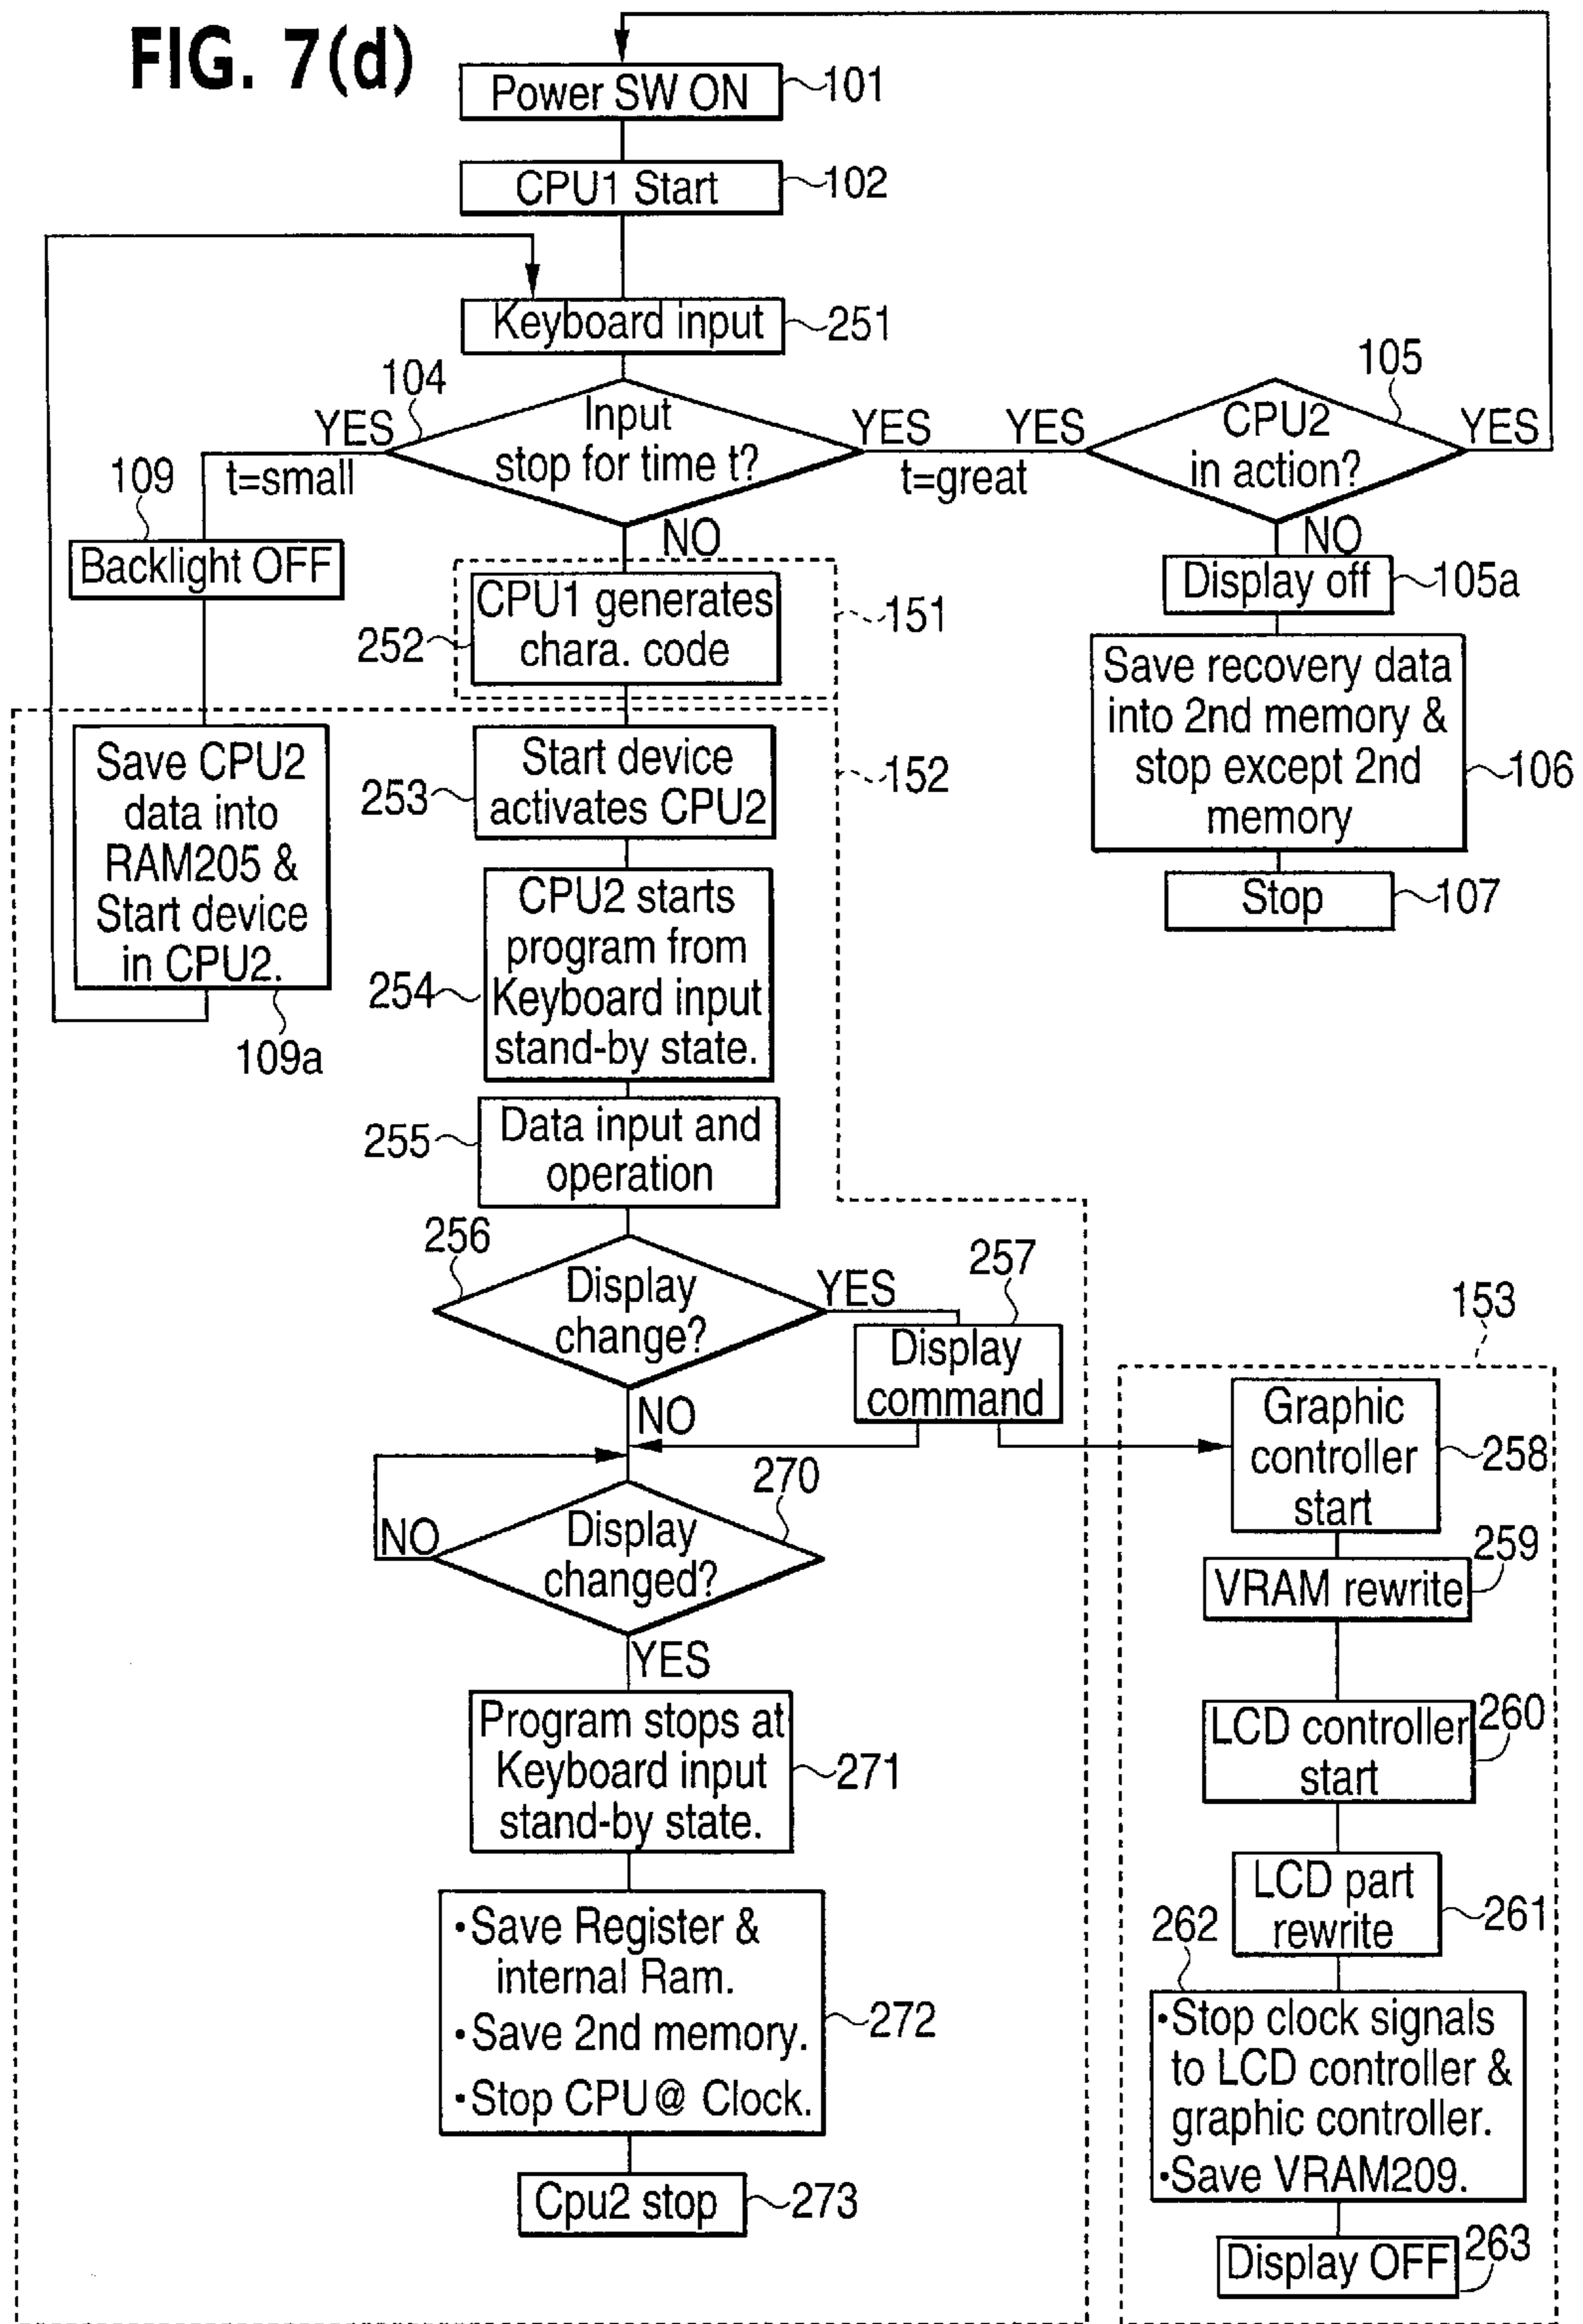 FIG. 7(d)
Power SW ON
101
CPU1 Start
102
Keyboard input
251
104
Input
stop for time t?
YES
t=small
YES
t=great
NO
YES
105
CPU2
in action?
YES
NO
109
Backlight OFF
Display off
105a
CPU1 generates
chara. code
252
151
Save recovery data
into 2nd memory &
stop except 2nd
memory
106
Stop
107
Save CPU2
data into
RAM205 &
Start device
in CPU2.
109a
Start device
activates CPU2
253
152
CPU2 starts
program from
Keyboard input
stand-by state.
254
Data input and
operation
255
256
Display
change?
YES
NO
257
Display
command
153
Graphic
controller
start
258
270
Display
changed?
NO
YES
259
VRAM rewrite
LCD controller
start
260
Program stops at
Keyboard input
stand-by state.
271
LCD part
rewrite
261
•Save Register &
internal Ram.
•Save 2nd memory.
•Stop CPU@ Clock.
272
262
•Stop clock signals
to LCD controller &
graphic controller.
•Save VRAM209.
Cpu2 stop
273
Display OFF
263